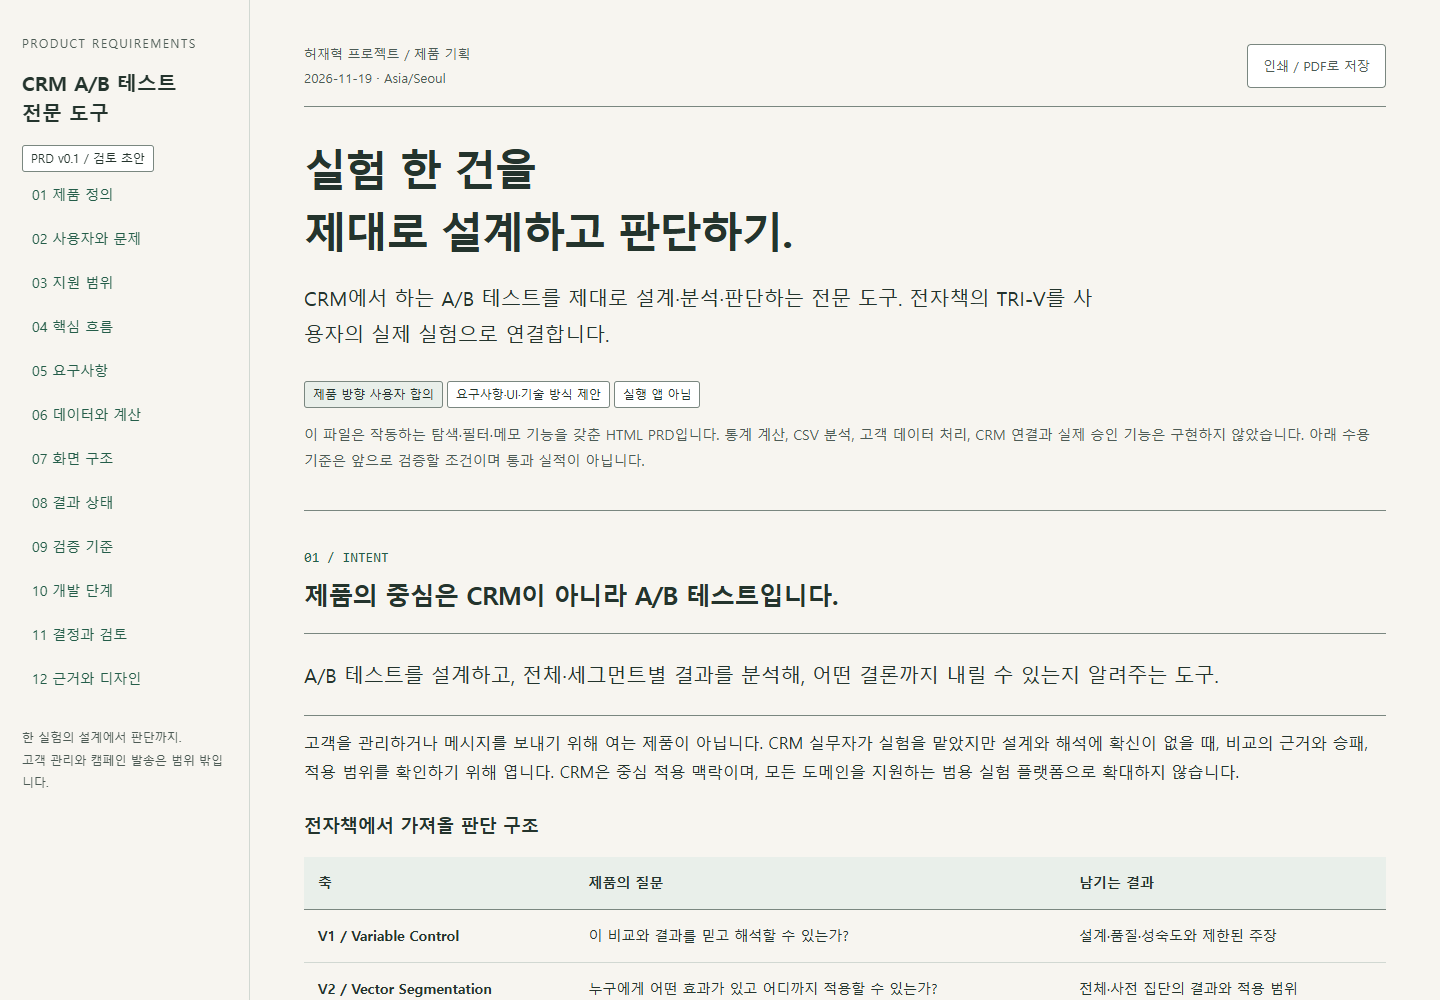 PRODUCT REQUIREMENTS
CRM A/B 테스트
전문 도구
PRD v0.1 / 검토 초안
01 제품 정의
02 사용자와 문제
03 지원 범위
04 핵심 흐름
05 요구사항
06 데이터와 계산
07 화면 구조
08 결과 상태
09 검증 기준
10 개발 단계
11 결정과 검토
12 근거와 디자인
한 실험의 설계에서 판단까지.
고객 관리와 캠페인 발송은 범위 밖입
니다.
허재혁 프로젝트 / 제품 기획
2026-11-19 · Asia/Seoul
인쇄 / PDF로 저장
실험 한 건을
제대로 설계하고 판단하기.
CRM에서 하는 A/B 테스트를 제대로 설계·분석·판단하는 전문 도구. 전자책의 TRI-V를 사
용자의 실제 실험으로 연결합니다.
제품 방향 사용자 합의
요구사항·UI·기술 방식 제안
실행 앱 아님
이 파일은 작동하는 탐색·필터·메모 기능을 갖춘 HTML PRD입니다. 통계 계산, CSV 분석, 고객 데이터 처리, CRM 연결과 실제 승인 기능은 구현하지 않았습니다. 아래 수용
기준은 앞으로 검증할 조건이며 통과 실적이 아닙니다.
01 / INTENT
제품의 중심은 CRM이 아니라 A/B 테스트입니다.
A/B 테스트를 설계하고, 전체·세그먼트별 결과를 분석해, 어떤 결론까지 내릴 수 있는지 알려주는 도구.
고객을 관리하거나 메시지를 보내기 위해 여는 제품이 아닙니다. CRM 실무자가 실험을 맡았지만 설계와 해석에 확신이 없을 때, 비교의 근거와 승패,
적용 범위를 확인하기 위해 엽니다. CRM은 중심 적용 맥락이며, 모든 도메인을 지원하는 범용 실험 플랫폼으로 확대하지 않습니다.
전자책에서 가져올 판단 구조
축
제품의 질문
남기는 결과
V1 / Variable Control
이 비교와 결과를 믿고 해석할 수 있는가?
설계·품질·성숙도와 제한된 주장
V2 / Vector Segmentation
누구에게 어떤 효과가 있고 어디까지 적용할 수 있는가?
전체·사전 집단의 결과와 적용 범위